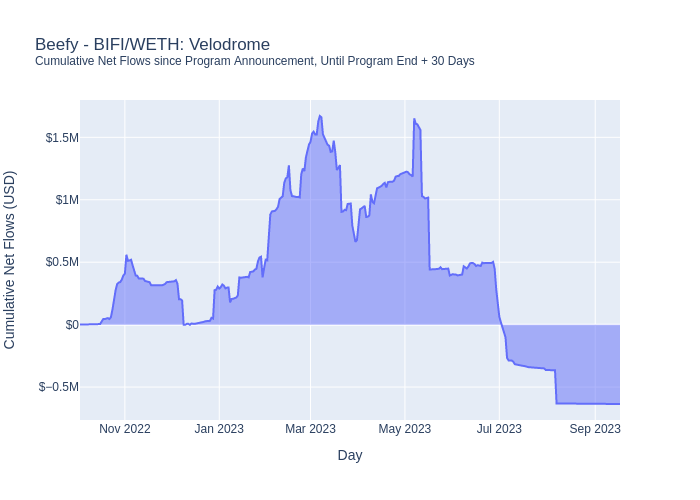 Beefy - BIFI/WETH: Velodrome
Cumulative Net Flows since Program Announcement, Until Program End + 30 Days
Cumulative Net Flows (USD)
$1.5M
$1M
$0.5M
$0
$−0.5M
Nov 2022
Jan 2023
Mar 2023
May 2023
Jul 2023
Sep 2023
Day